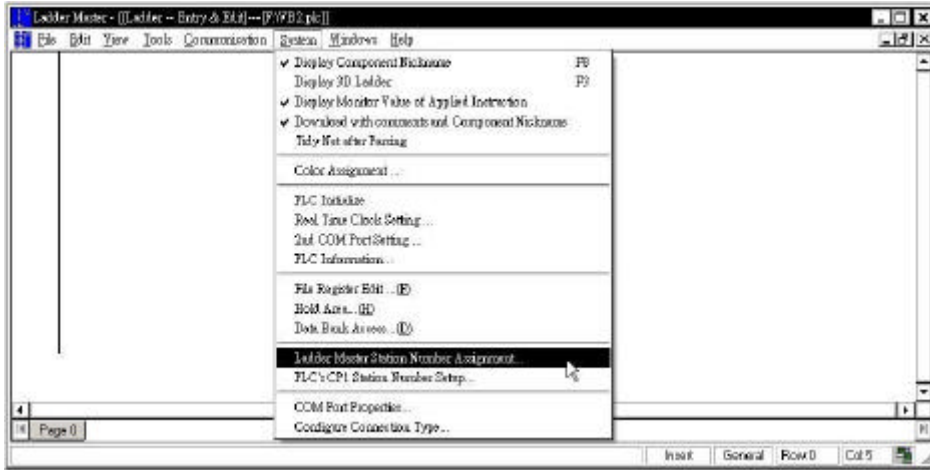 Ladder Master - [[Ladder -- Entry & Edit]---[F:\WB2.plc]]
File Edit View Tools Communication System Windows Help
Display Component Nickname F8
Display 3D Ladder F3
Display Monitor Value of Applied Instruction
Download with comments and Component Nickname
Tidy Net after Parsing
Color Assignment ...
PLC Initialize
Real Time Clock Setting ...
2nd COM Port Setting ...
PLC Information...
File Register Edit ...(F)
Hold Area...(H)
Data Bank Access...(D)
Ladder Master Station Number Assignment...
PLC's CP1 Station Number Setup...
COM Port Properties...
Configure Connection Type...
Page 0
Insert General Row 0 Col 5